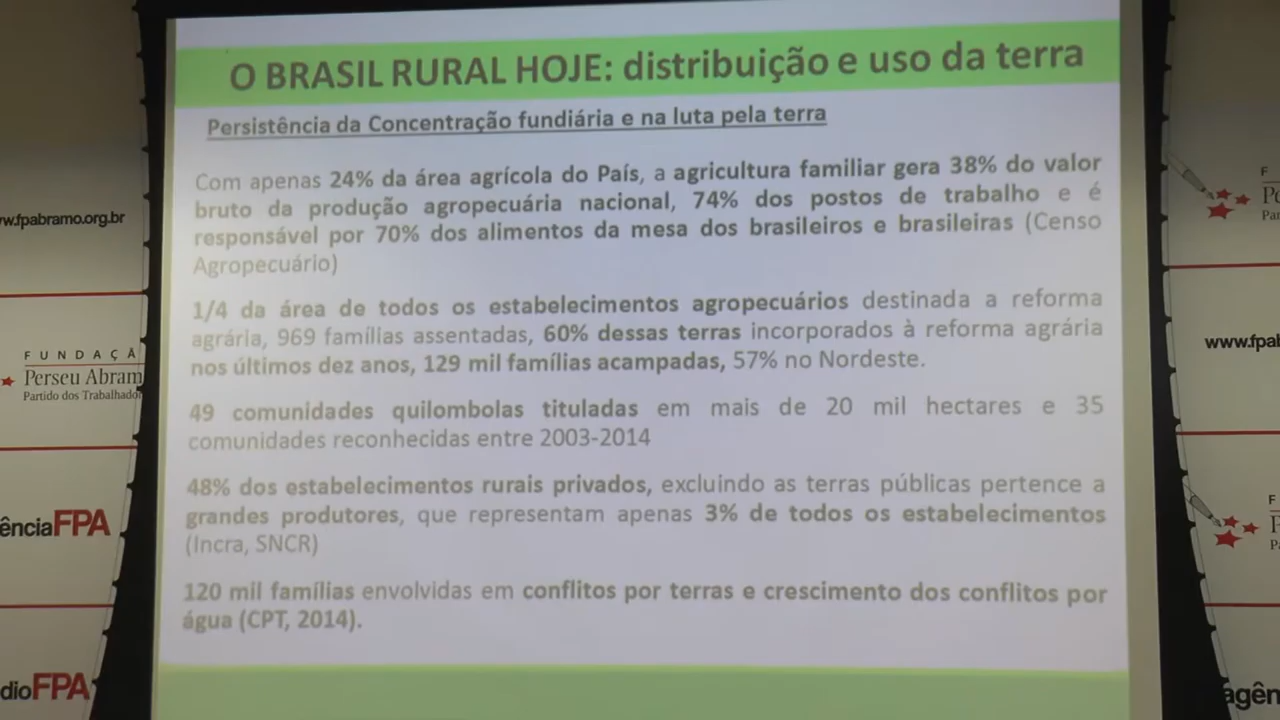 O BRASIL RURAL HOJE: distribuição e uso da terra
Persistência da Concentração fundiária e na luta pela terra
Com apenas 24% da área agrícola do País, a agricultura familiar gera 38% do valor
bruto da produção agropecuária nacional, 74% dos postos de trabalho e é
responsável por 70% dos alimentos da mesa dos brasileiros e brasileiras (Censo
Agropecuário)
1/4 da área de todos os estabelecimentos agropecuários destinada a reforma
agrária, 969 famílias assentadas, 60% dessas terras incorporados à reforma agrária
nos últimos dez anos, 129 mil famílias acampadas, 57% no Nordeste.
49 comunidades quilombolas tituladas em mais de 20 mil hectares e 35
comunidades reconhecidas entre 2003-2014
48% dos estabelecimentos rurais privados, excluindo as terras públicas pertence a
grandes produtores, que representam apenas 3% de todos os estabelecimentos
(Incra, SNCR)
120 mil famílias envolvidas em conflitos por terras e crescimento dos conflitos por
água (CPT, 2014).
w.fpabramo.org.br
FUNDAÇÃ
Perseu Abram
Partido dos Trabalhador
ênciaFPA
dioFPA
F
Pe
Par
www.fpab
F
P
Pa
agên